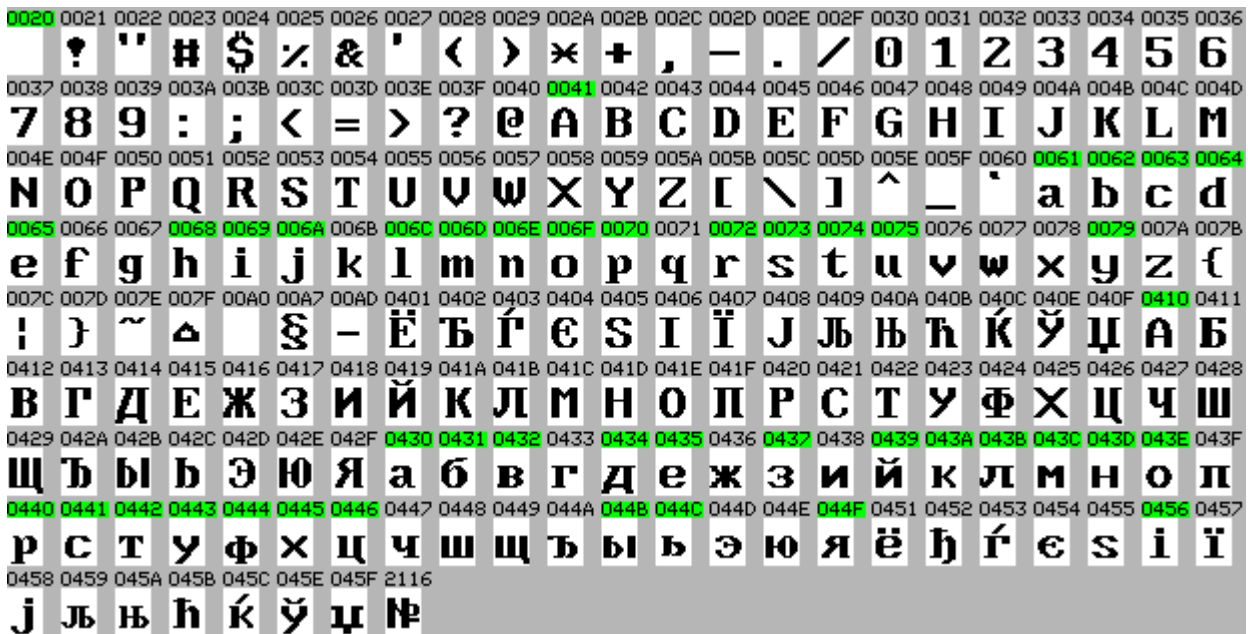 0020 0021 0022 0023 0024 0025 0026 0027 0028 0029 002A 002B 002C 002D 002E 002F 0030 0031 0032 0033 0034 0035 0036
! " # $ % & ' ( ) * + , - . / 0 1 2 3 4 5 6
0037 0038 0039 003A 003B 003C 003D 003E 003F 0040 0041 0042 0043 0044 0045 0046 0047 0048 0049 004A 004B 004C 004D
7 8 9 : ; < = > ? @ A B C D E F G H I J K L M
004E 004F 0050 0051 0052 0053 0054 0055 0056 0057 0058 0059 005A 005B 005C 005D 005E 005F 0060 0061 0062 0063 0064
N O P Q R S T U V W X Y Z [ \ ] ^ _ ` a b c d
0065 0066 0067 0068 0069 006A 006B 006C 006D 006E 006F 0070 0071 0072 0073 0074 0075 0076 0077 0078 0079 007A 007B
e f g h i j k l m n o p q r s t u v w x y z {
007C 007D 007E 007F 00A0 00A7 00AD 0401 0402 0403 0404 0405 0406 0407 0408 0409 040A 040B 040C 040E 040F 0410 0411
¦ } ~ ⌂ § - Ё Ђ Ѓ Є Ѕ І Ї Ј Љ Њ Ћ Ќ Ў Џ А Б
0412 0413 0414 0415 0416 0417 0418 0419 041A 041B 041C 041D 041E 041F 0420 0421 0422 0423 0424 0425 0426 0427 0428
В Г Д Е Ж З И Й К Л М Н О П Р С Т У Ф Х Ц Ч Ш
0429 042A 042B 042C 042D 042E 042F 0430 0431 0432 0433 0434 0435 0436 0437 0438 0439 043A 043B 043C 043D 043E 043F
Щ Ъ Ы Ь Э Ю Я а б в г д е ж з и й к л м н о п
0440 0441 0442 0443 0444 0445 0446 0447 0448 0449 044A 044B 044C 044D 044E 044F 0451 0452 0453 0454 0455 0456 0457
р с т у ф х ц ч ш щ ъ ы ь э ю я ё ђ ѓ є ѕ і ї
0458 0459 045A 045B 045C 045E 045F 2116
ј љ њ ћ ќ ў џ №